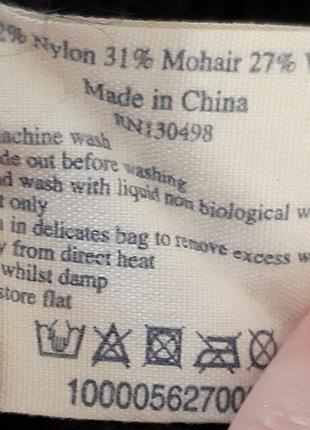 2% Nylon 31% Mohair 27% W
Made in China
RN130498
achine wash
de out before washing
d wash with liquid non biological w
t only
in delicates bag to remove excess w
y from direct heat
whilst damp
store flat
1000056270